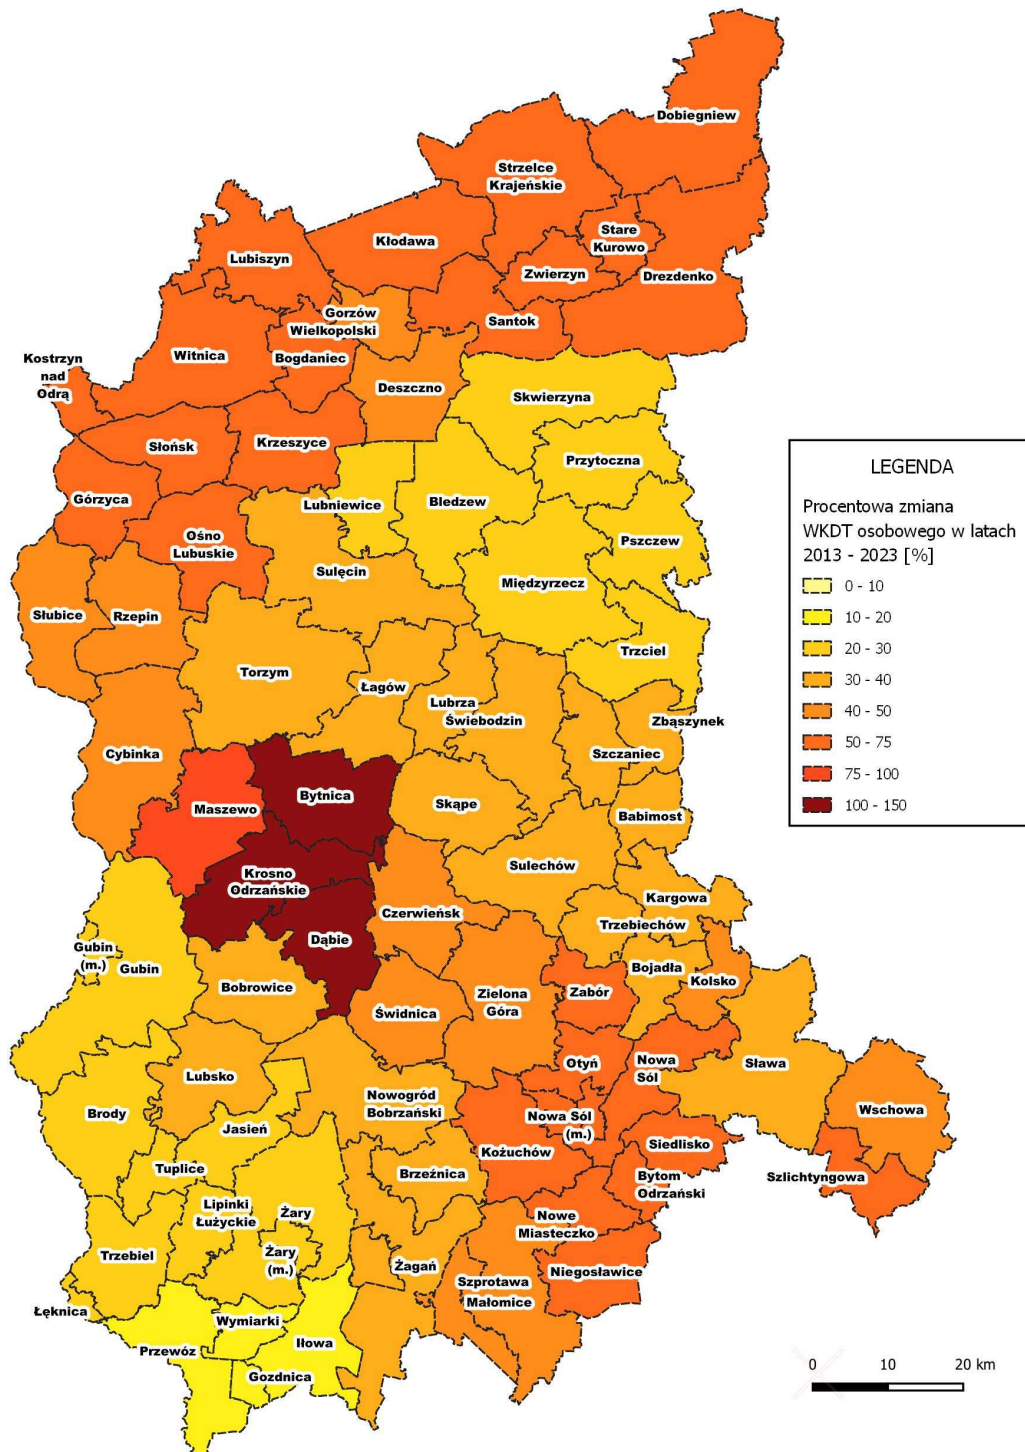 Dobiegniew
Strzelce
Krajeńskie
Stare
Kurowo
Kłodawa
Lubiszyn
Zwierzyn
Drezdenko
Gorzów
Wielkopolski
Santok
Kostrzyn
nad
Odrą
Witnica
Bogdaniec
Deszczno
Skwierzyna
Słońsk
Krzeszyce
Przytoczna
Górzyca
Lubniewice
Bledzew
Ośno
Lubuskie
Pszczew
Sulęcin
Międzyrzecz
Słubice
Rzepin
Trzciel
Torzym
Łagów
Lubrza
Świebodzin
Zbąszynek
Cybinka
Szczaniec
Bytnica
Skąpe
Maszewo
Babimost
Sulechów
Krosno
Odrzańskie
Kargowa
Czerwieńsk
Trzebiechów
Dąbie
Gubin
(m.)
Gubin
Bojadła
Bobrowice
Zielona
Góra
Zabór
Kolsko
Świdnica
Otyń
Nowa
Sól
Sława
Lubsko
Nowogród
Bobrzański
Brody
Nowa Sól
(m.)
Wschowa
Jasień
Kożuchów
Siedlisko
Tuplice
Brzeźnica
Bytom
Odrzański
Szlichtyngowa
Lipinki
Łużyckie
Żary
Nowe
Miasteczko
Trzebiel
Żary
(m.)
Żagań
Niegosławice
Szprotawa
Małomice
Łęknica
Wymiarki
Iłowa
Przewóz
Gozdnica
LEGENDA
Procentowa zmiana
WKDT osobowego w latach
2013 - 2023 [%]
0 - 10
10 - 20
20 - 30
30 - 40
40 - 50
50 - 75
75 - 100
100 - 150
0 10 20 km